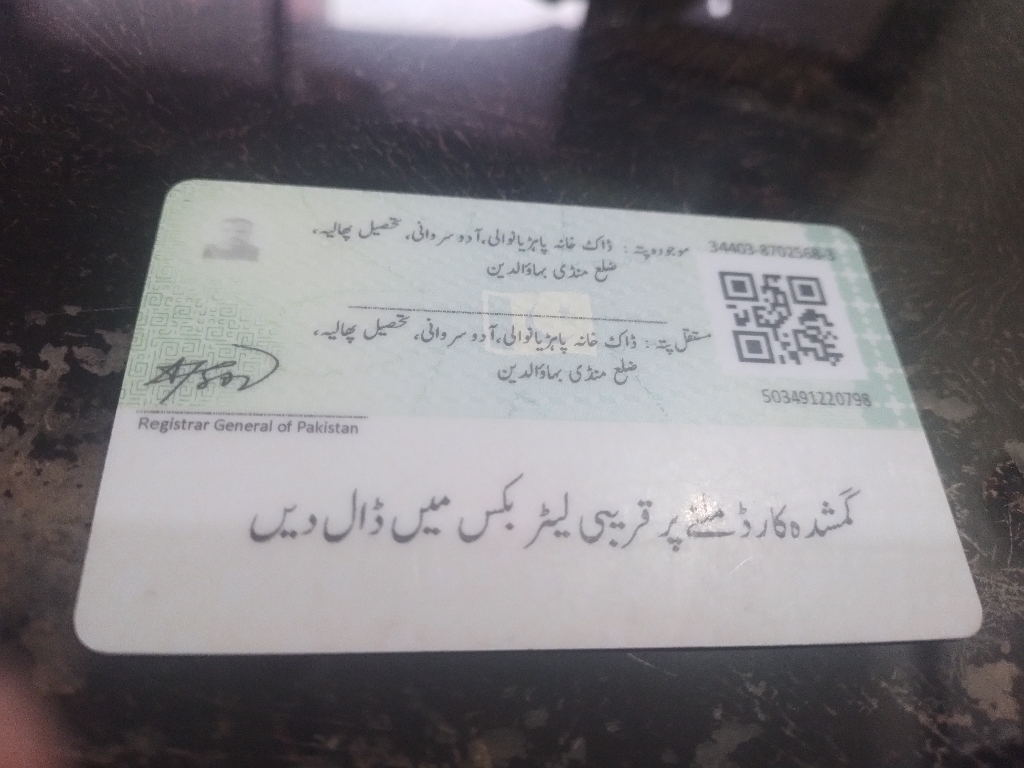 34403-8702568-3
موجودہ پتہ: ڈاک خانہ پاہڑیانوالی، آدو سروانی، تحصیل پھالیہ،
ضلع منڈی بہاؤالدین
مستقل پتہ: ڈاک خانہ پاہڑیانوالی، آدو سروانی، تحصیل پھالیہ،
ضلع منڈی بہاؤالدین
503491220798
Registrar General of Pakistan
گمشدہ کارڈ ملنے پر قریبی لیٹر بکس میں ڈال دیں